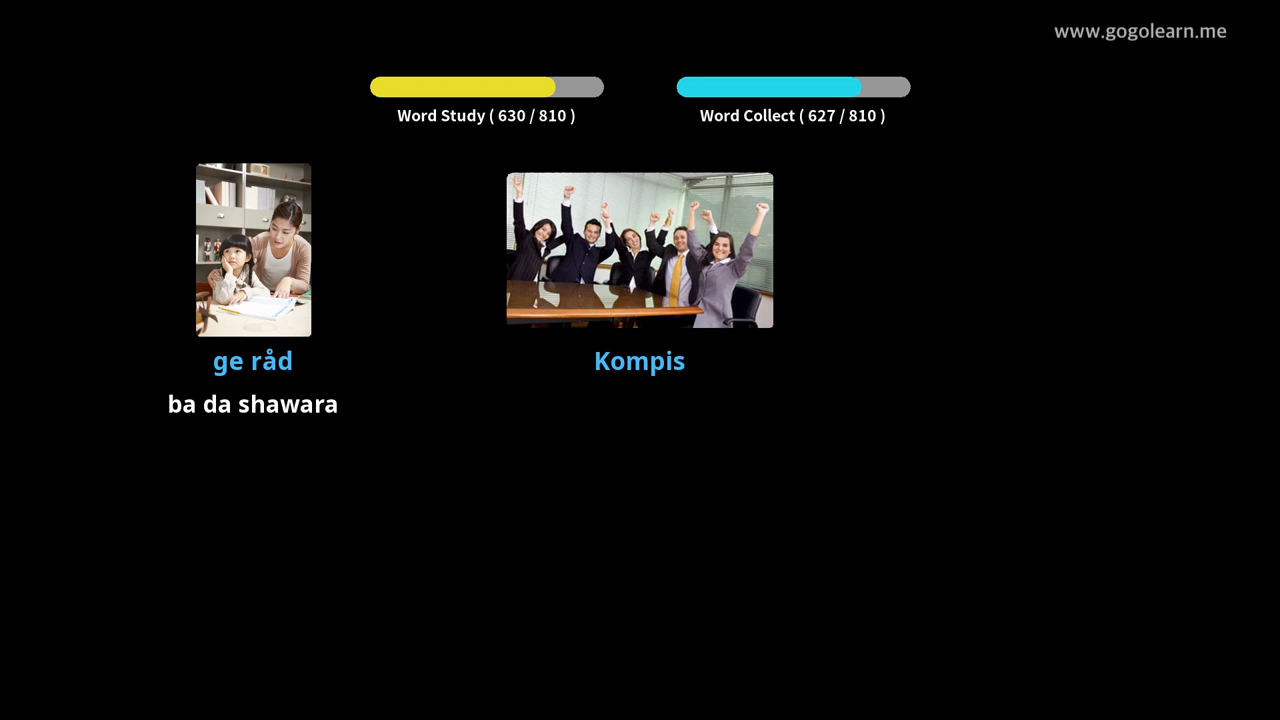 www.gogolearn.me
Word Study ( 630 / 810 )
Word Collect ( 627 / 810 )
ge råd
ba da shawara
Kompis